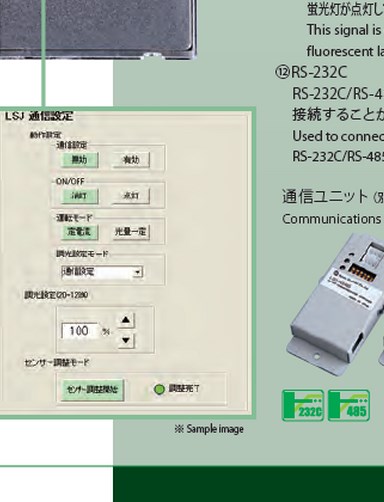 蛍光灯が点灯し
This signal is
fluorescent la
⑫RS-232C
RS-232C/RS-4
接続することか
Used to connec
RS-232C/RS-485
LSJ 通信設定
動作設定
通信設定
無効 有効
ON/OFF
消灯 点灯
運転モード
定電流 光量一定
調光設定モード
通信設定
調光設定(20-128%)
100 %
センサー調整モード
センサー調整開始 調整完了
※ Sample image
通信ユニット
Communications
232C 485